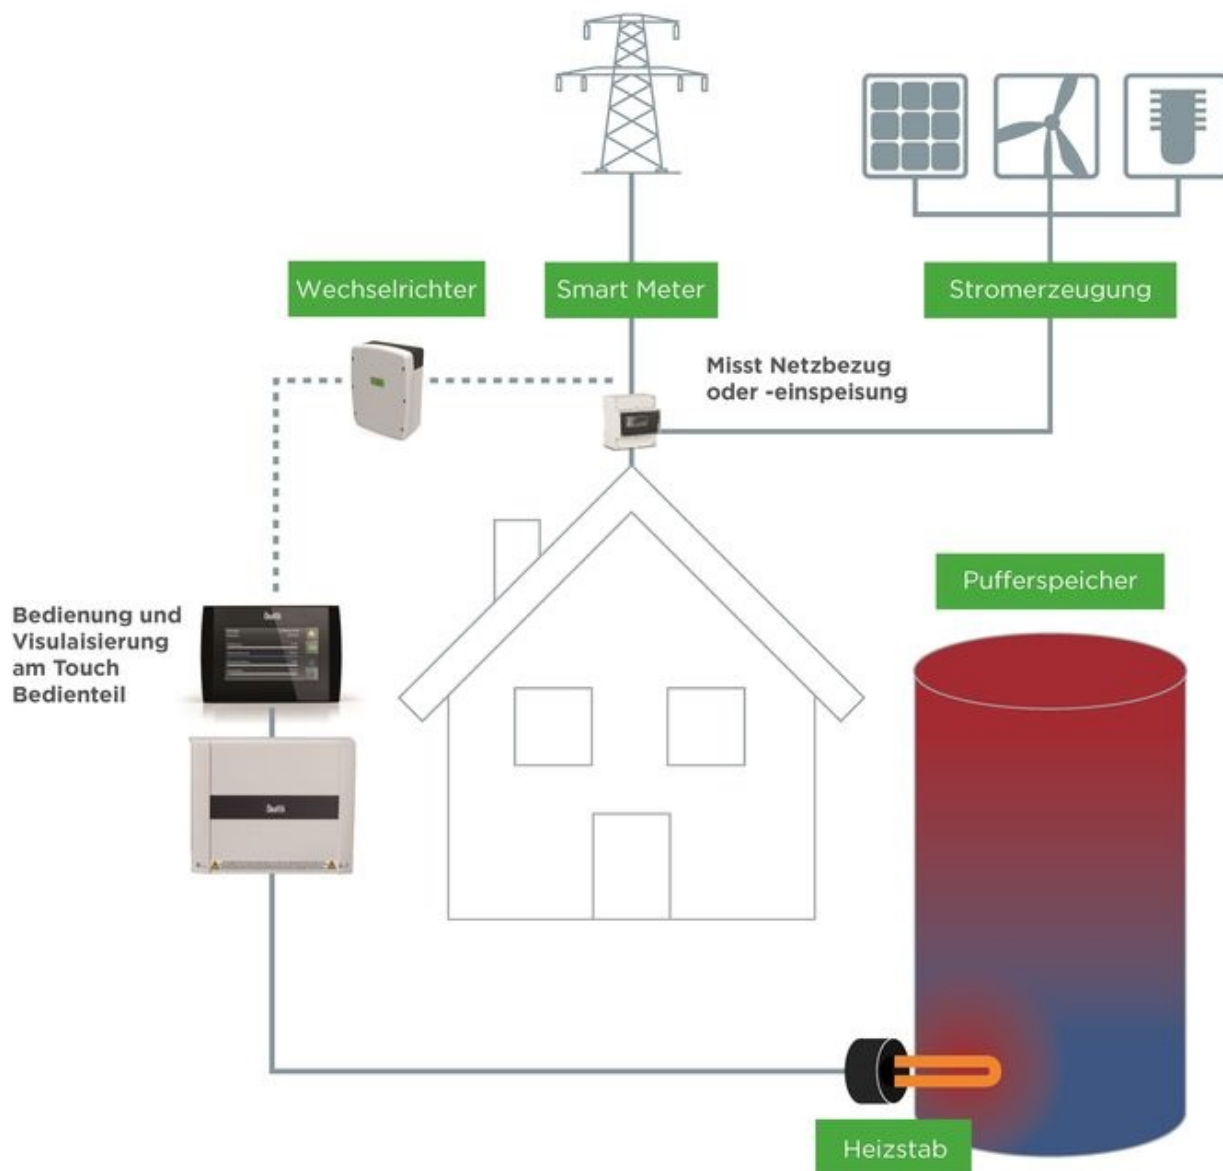 Wechselrichter
Smart Meter
Stromerzeugung
Misst Netzbezug
oder -einspeisung
Pufferspeicher
Bedienung und
Visulaisierung
am Touch
Bedienteil
Heizstab